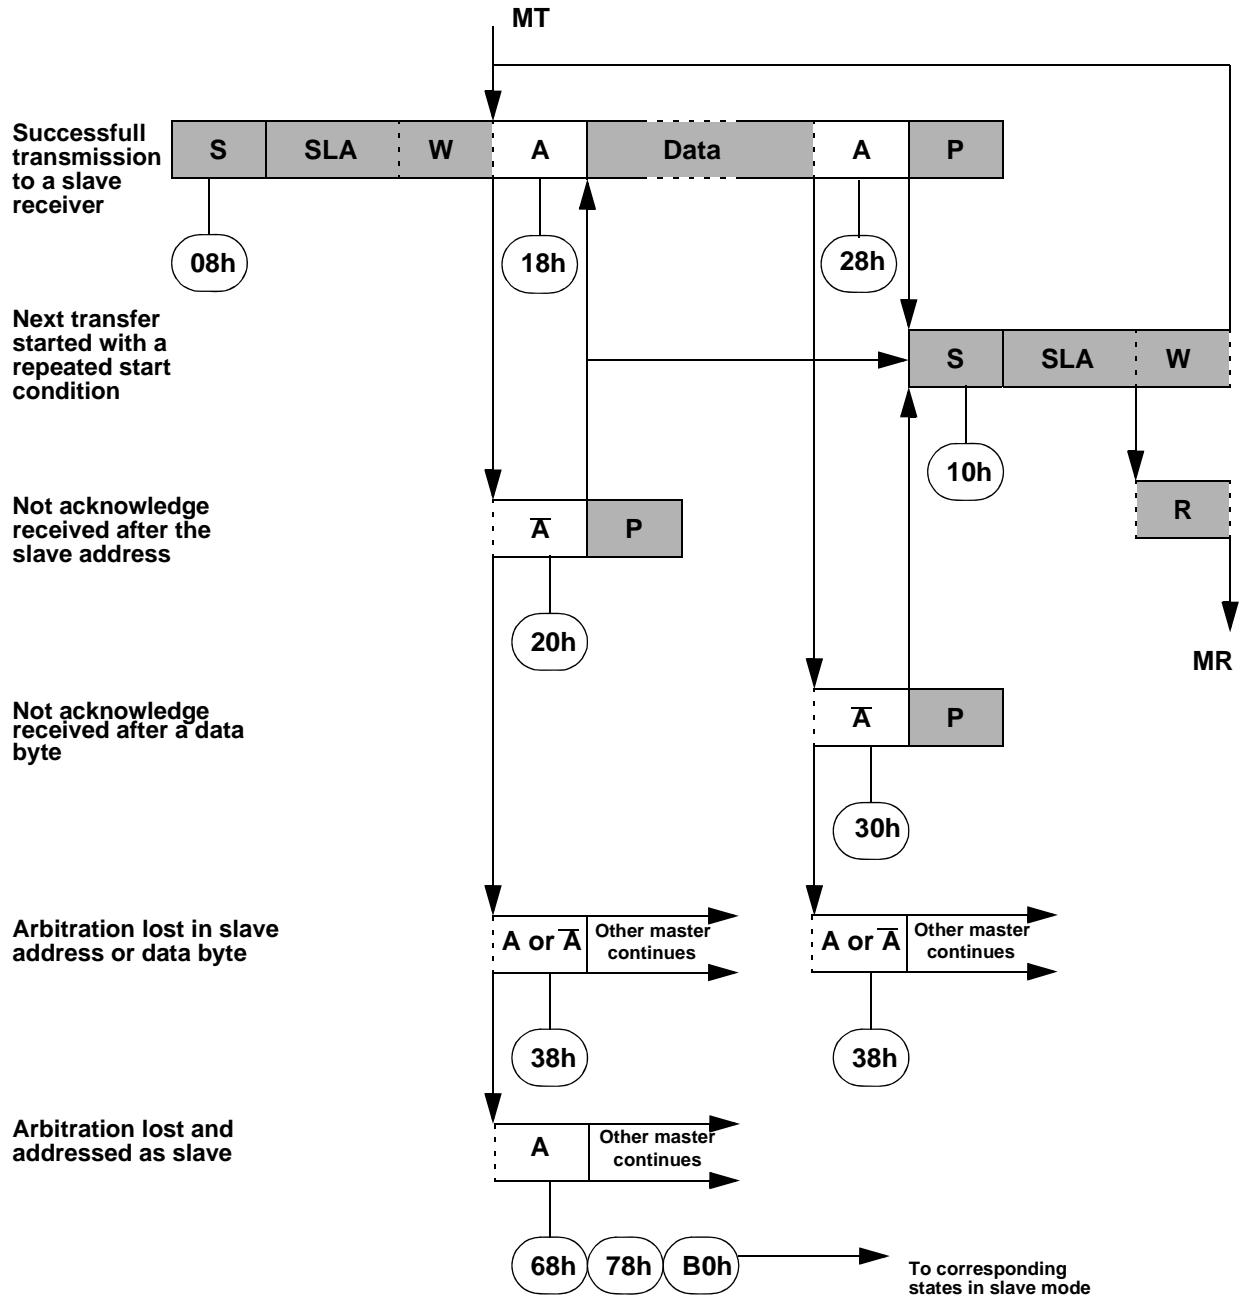 MT
Successfull
transmission
to a slave
receiver
S SLA W A Data A P
08h 18h 28h
Next transfer
started with a
repeated start
condition
S SLA W
10h
Not acknowledge
received after the
slave address
A̅ P
R
20h
MR
Not acknowledge
received after a data
byte
A̅ P
30h
Arbitration lost in slave
address or data byte
A or A̅ Other master
continues
A or A̅ Other master
continues
38h 38h
Arbitration lost and
addressed as slave
A Other master
continues
68h 78h B0h
To corresponding
states in slave mode